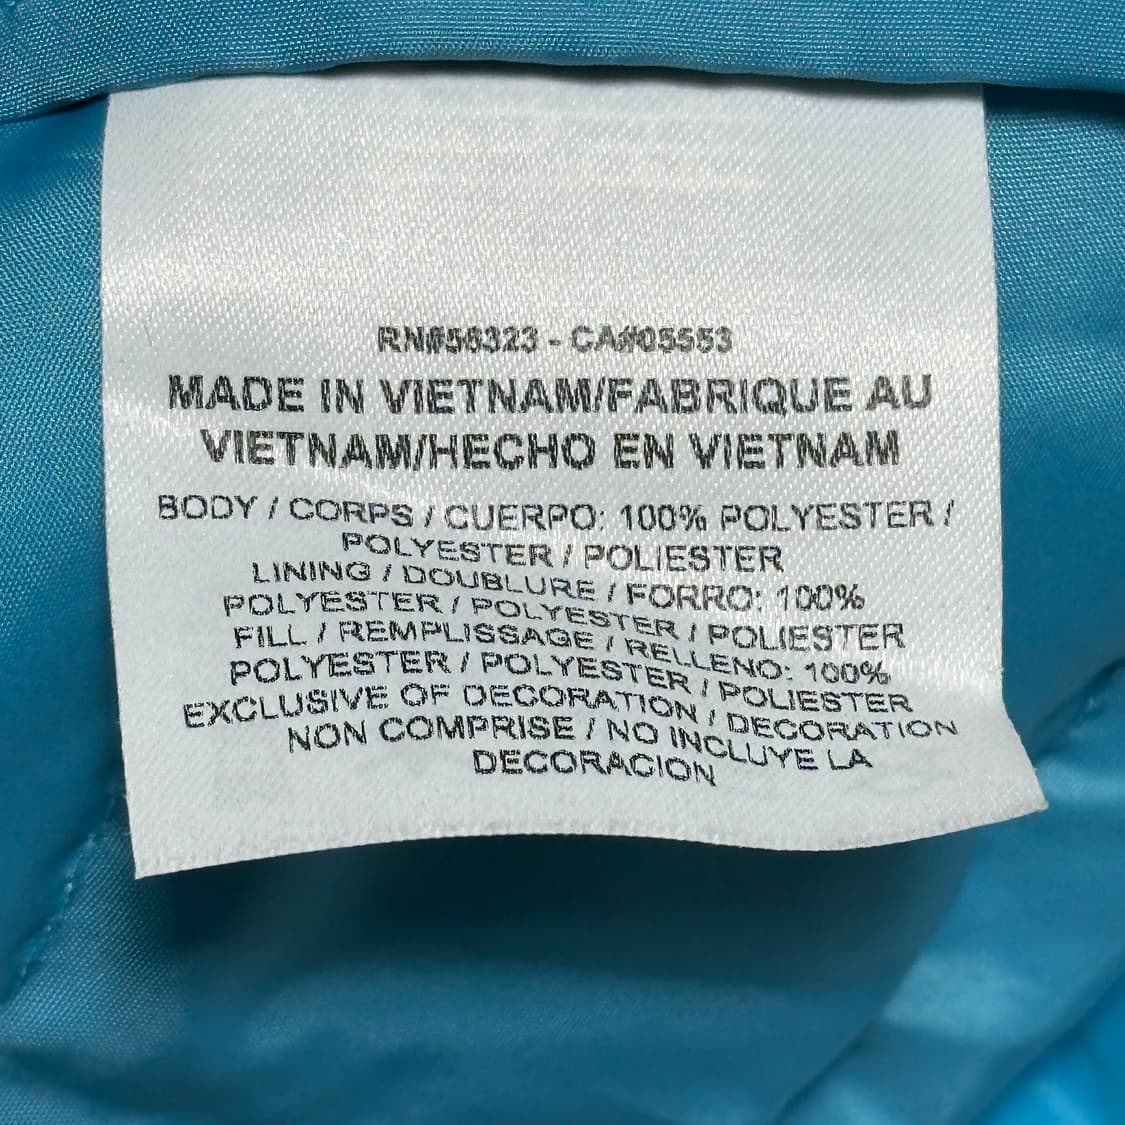 RN#56323 - CA#05553
MADE IN VIETNAM/FABRIQUE AU
VIETNAM/HECHO EN VIETNAM
BODY / CORPS / CUERPO: 100% POLYESTER /
POLYESTER / POLIESTER
LINING / DOUBLURE / FORRO: 100%
POLYESTER / POLYESTER / POLIESTER
FILL / REMPLISSAGE / RELLENO: 100%
POLYESTER / POLYESTER / POLIESTER
EXCLUSIVE OF DECORATION / DECORATION
NON COMPRISE / NO INCLUYE LA
DECORACION